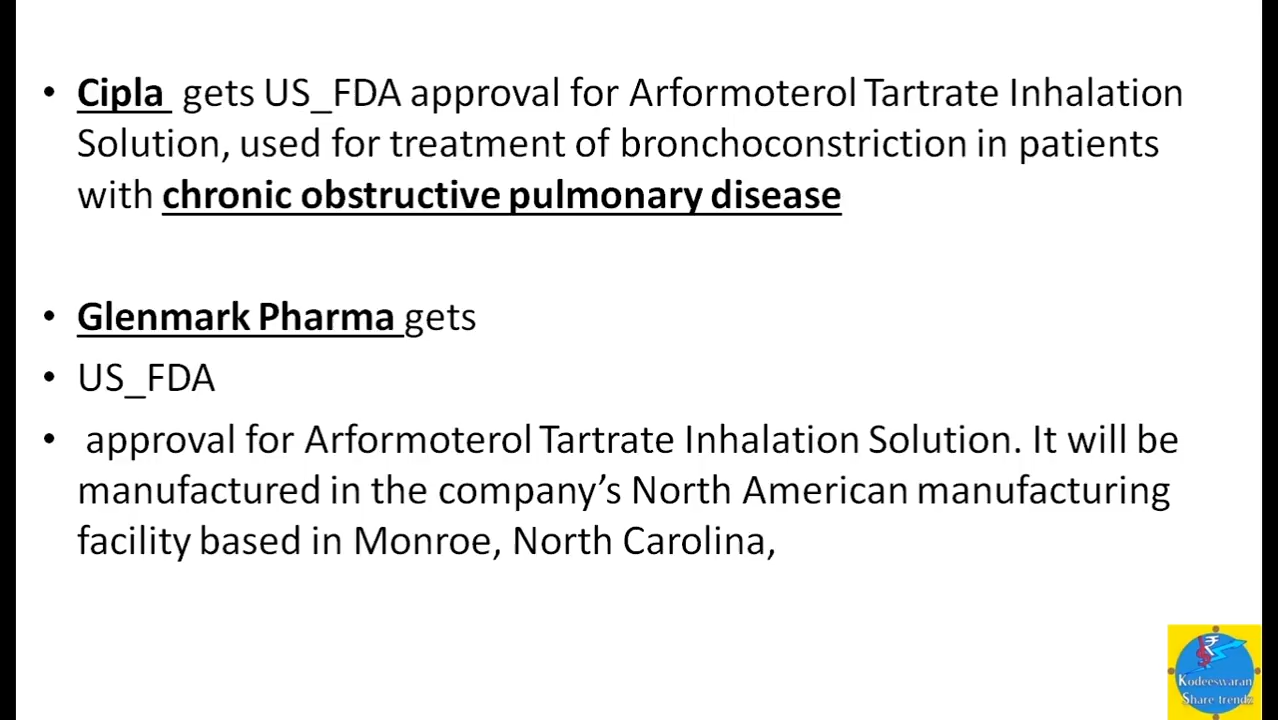 • Cipla gets US_FDA approval for Arformoterol Tartrate Inhalation
Solution, used for treatment of bronchoconstriction in patients
with chronic obstructive pulmonary disease
• Glenmark Pharma gets
• US_FDA
• approval for Arformoterol Tartrate Inhalation Solution. It will be
manufactured in the company’s North American manufacturing
facility based in Monroe, North Carolina,
₹
Kodeeswaran
Share trendz